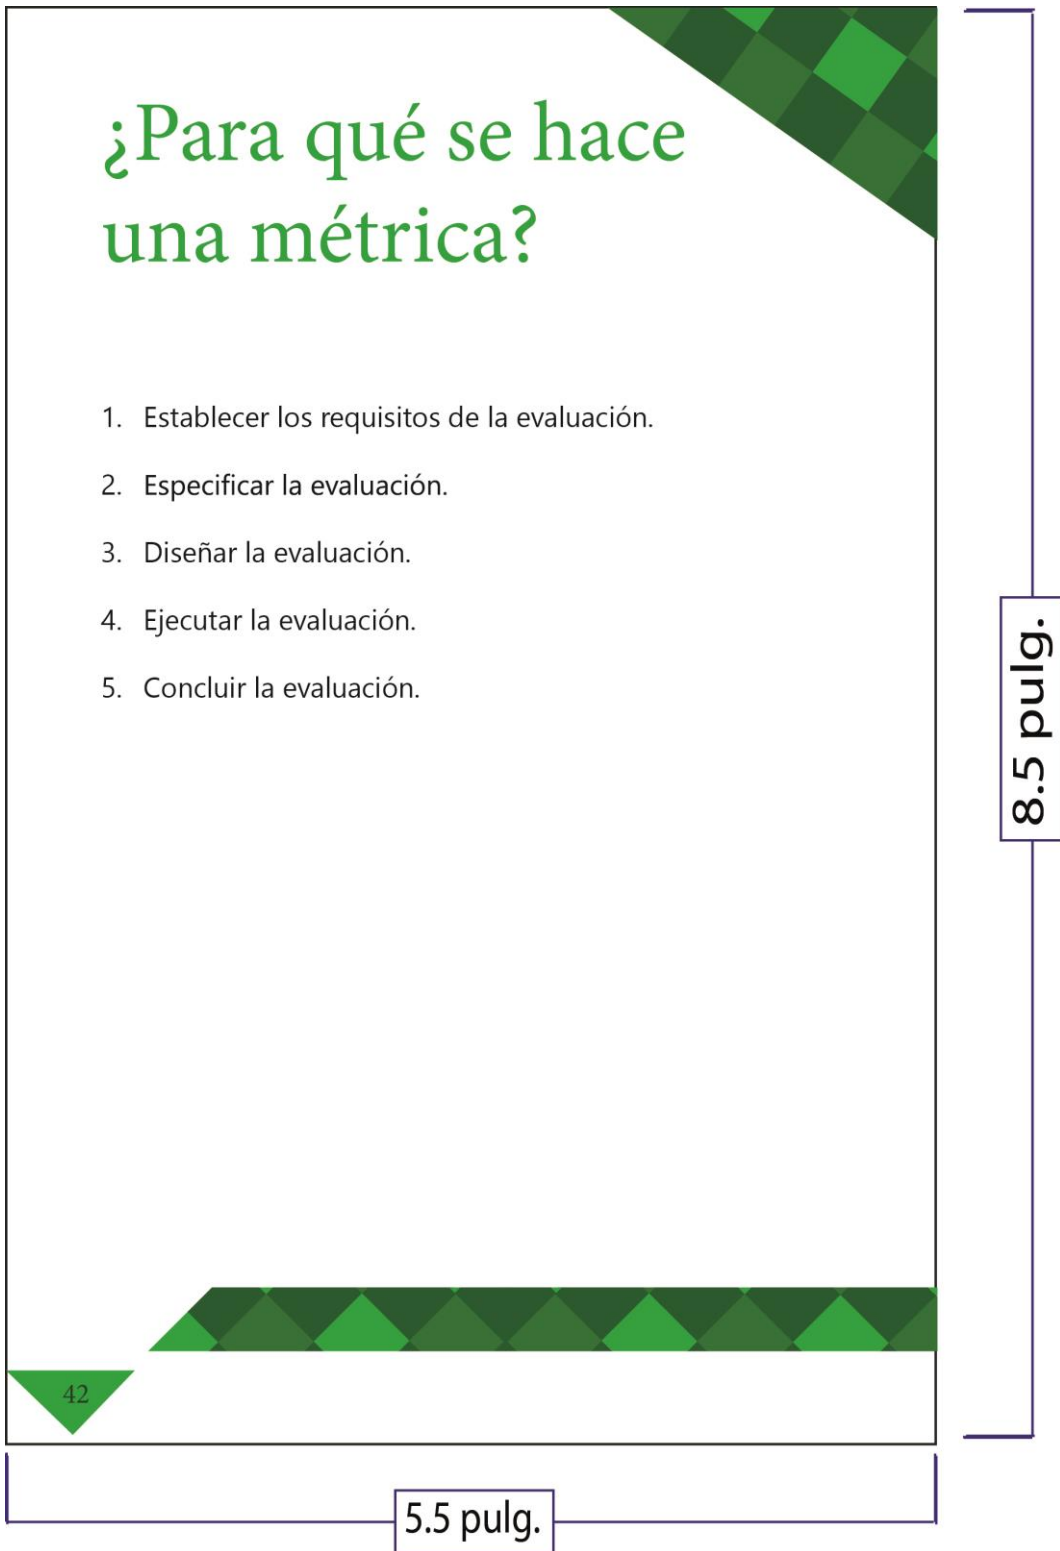 ¿Para qué se hace
una métrica?
1. Establecer los requisitos de la evaluación.
2. Especificar la evaluación.
3. Diseñar la evaluación.
4. Ejecutar la evaluación.
5. Concluir la evaluación.
8.5 pulg.
42
5.5 pulg.